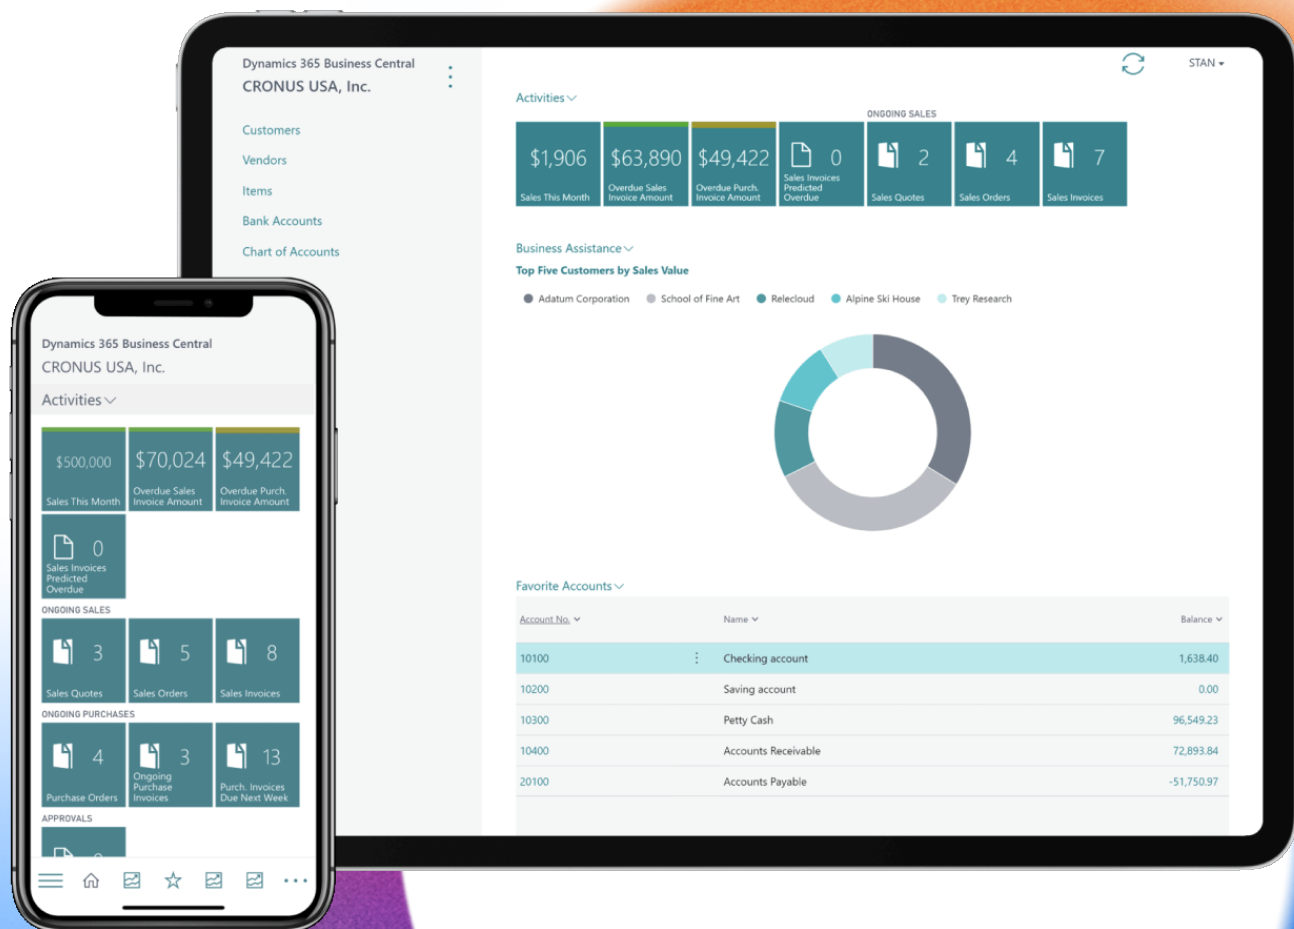 Dynamics 365 Business Central
CRONUS USA, Inc.
STAN
Customers
Vendors
Items
Bank Accounts
Chart of Accounts
Activities
ONGOING SALES
$1,906
Sales This Month
$63,890
Overdue Sales
Invoice Amount
$49,422
Overdue Purch.
Invoice Amount
0
Sales Invoices
Predicted
Overdue
2
Sales Quotes
4
Sales Orders
7
Sales Invoices
Business Assistance
Top Five Customers by Sales Value
Adatum Corporation School of Fine Art Relecloud Alpine Ski House Trey Research
Favorite Accounts
Account No. Name Balance
10100 Checking account 1,638.40
10200 Saving account 0.00
10300 Petty Cash 96,549.23
10400 Accounts Receivable 72,893.84
20100 Accounts Payable -51,750.97
Dynamics 365 Business Central
CRONUS USA, Inc.
Activities
$500,000
Sales This Month
$70,024
Overdue Sales
Invoice Amount
$49,422
Overdue Purch.
Invoice Amount
0
Sales Invoices
Predicted
Overdue
ONGOING SALES
3
Sales Quotes
5
Sales Orders
8
Sales Invoices
ONGOING PURCHASES
4
Purchase Orders
3
Ongoing
Purchase
Invoices
13
Purch. Invoices
Due Next Week
APPROVALS